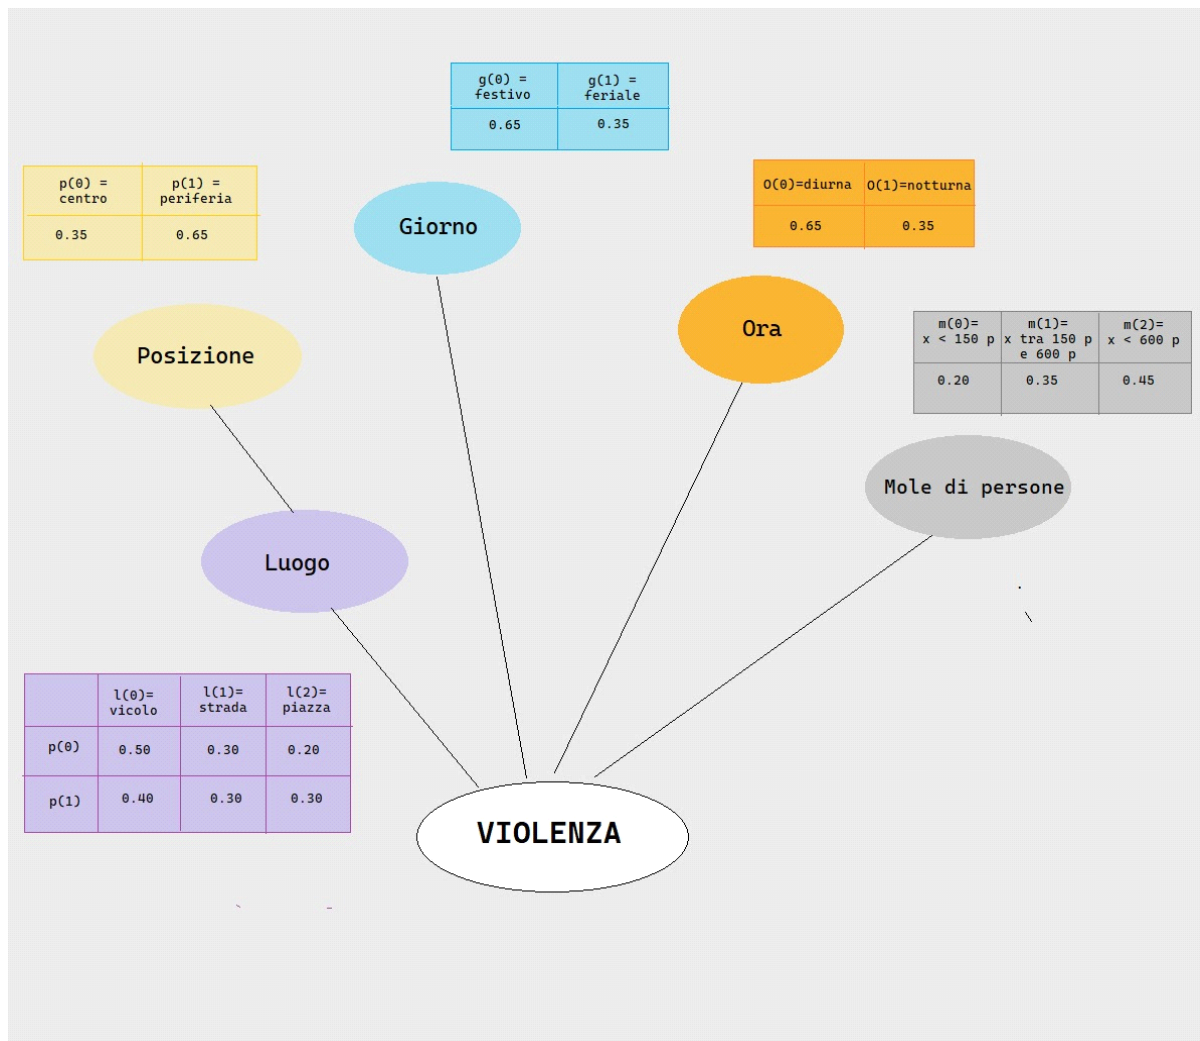 g(0) =
festivo
g(1) =
feriale
0.65
0.35
p(0) =
centro
p(1) =
periferia
0.35
0.65
Giorno
O(0)=diurna
O(1)=notturna
0.65
0.35
Posizione
Ora
m(0)=
x < 150 p
m(1)=
x tra 150 p
e 600 p
m(2)=
x < 600 p
0.20
0.35
0.45
Mole di persone
Luogo
l(0)=
vicolo
l(1)=
strada
l(2)=
piazza
p(0)
0.50
0.30
0.20
p(1)
0.40
0.30
0.30
VIOLENZA